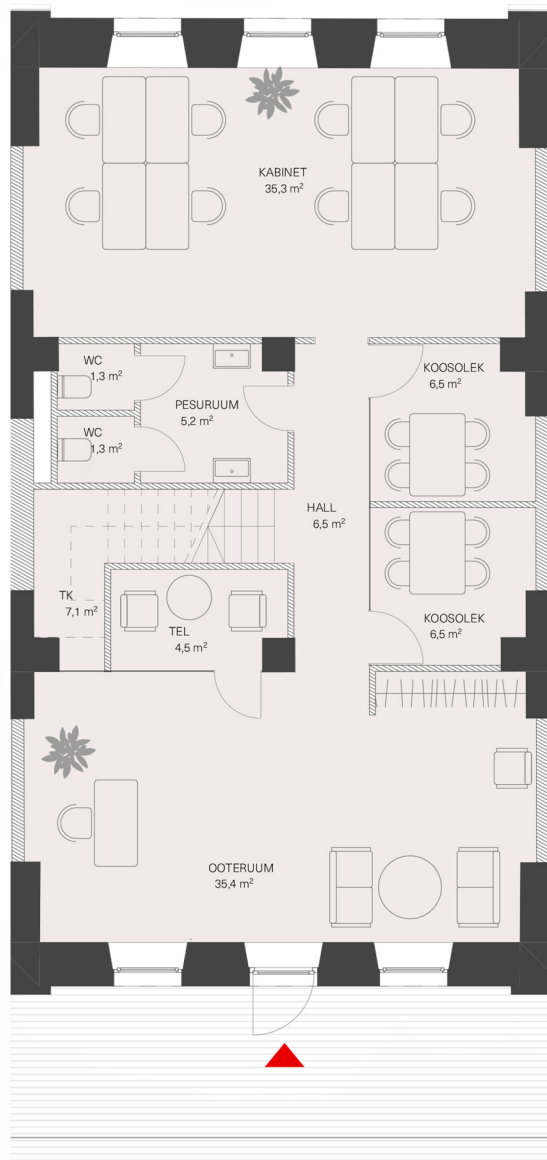 KABINET
35,3 m²
WC
1,3 m²
KOOSOLEK
6,5 m²
PESURUUM
5,2 m²
WC
1,3 m²
HALL
6,5 m²
TK
7,1 m²
TEL
4,5 m²
KOOSOLEK
6,5 m²
OOTERUUM
35,4 m²